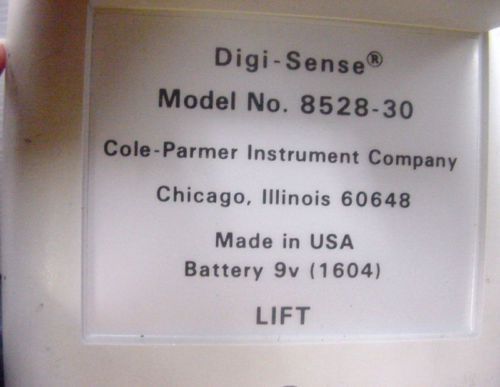 Digi-Sense®
Model No. 8528-30
Cole-Parmer Instrument Company
Chicago, Illinois 60648
Made in USA
Battery 9v (1604)
LIFT